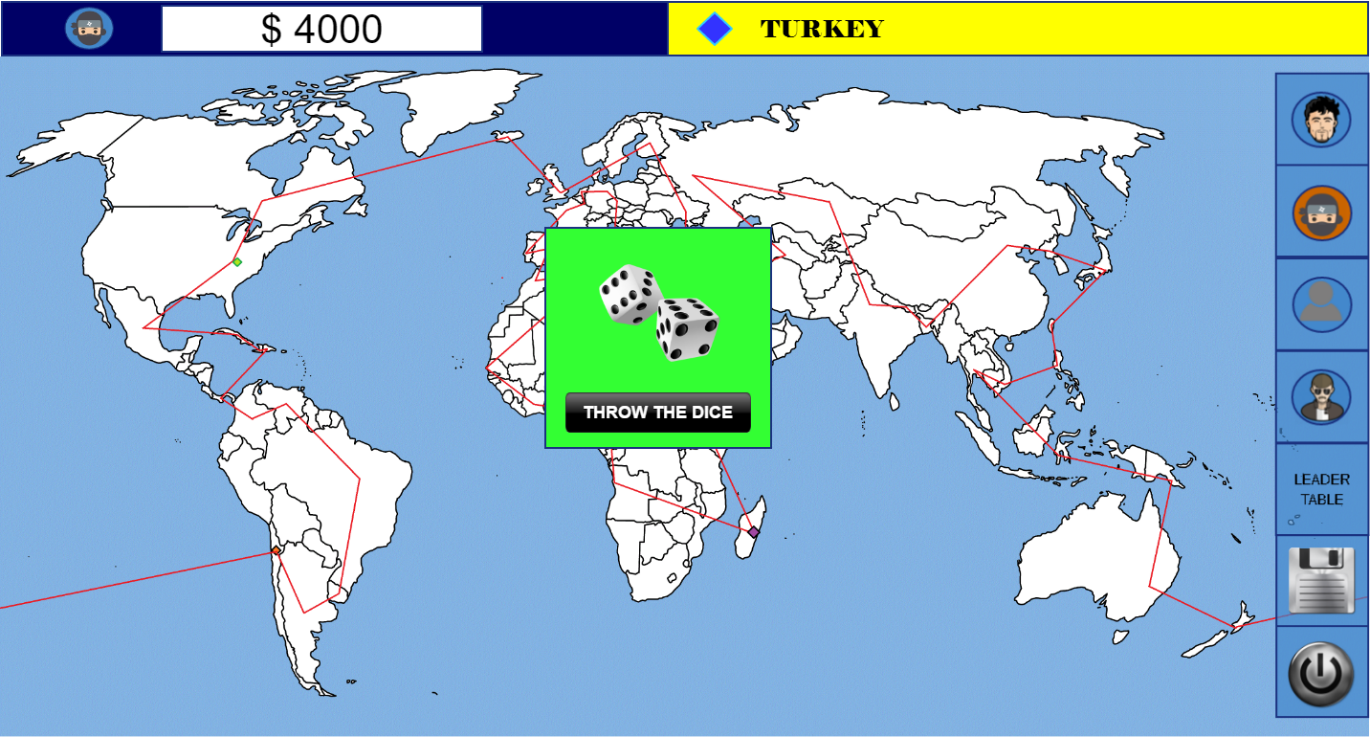 $ 4000
TURKEY
THROW THE DICE
LEADER
TABLE